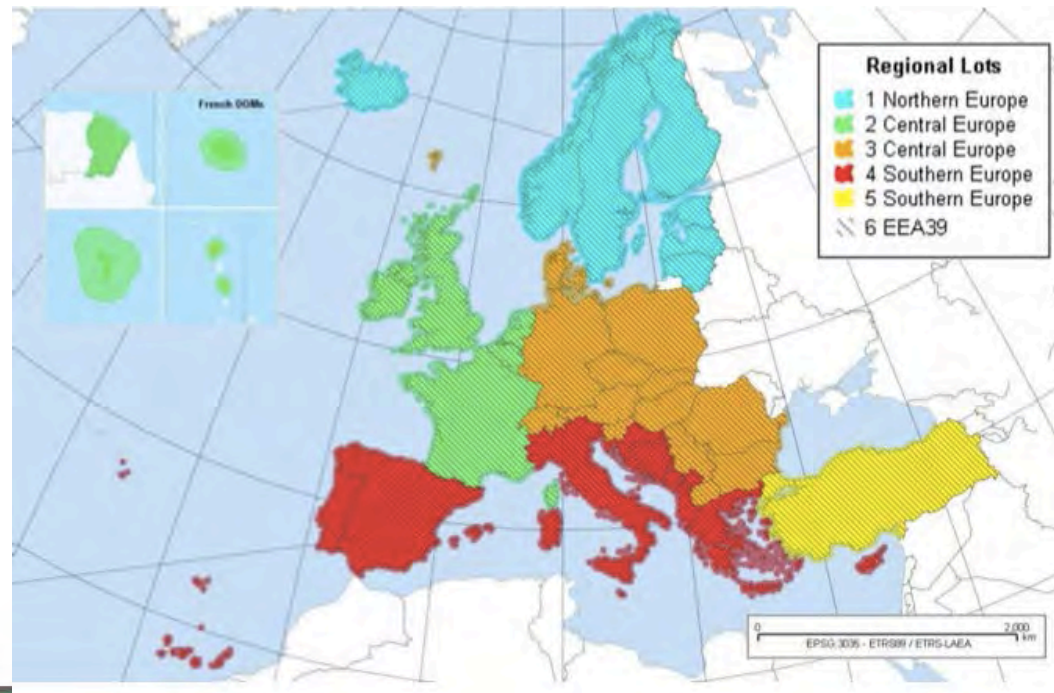 French DOMs
Regional Lots
1 Northern Europe
2 Central Europe
3 Central Europe
4 Southern Europe
5 Southern Europe
6 EEA39
0
2,000
km
EPSG:3035 - ETRS89 / ETRS-LAEA